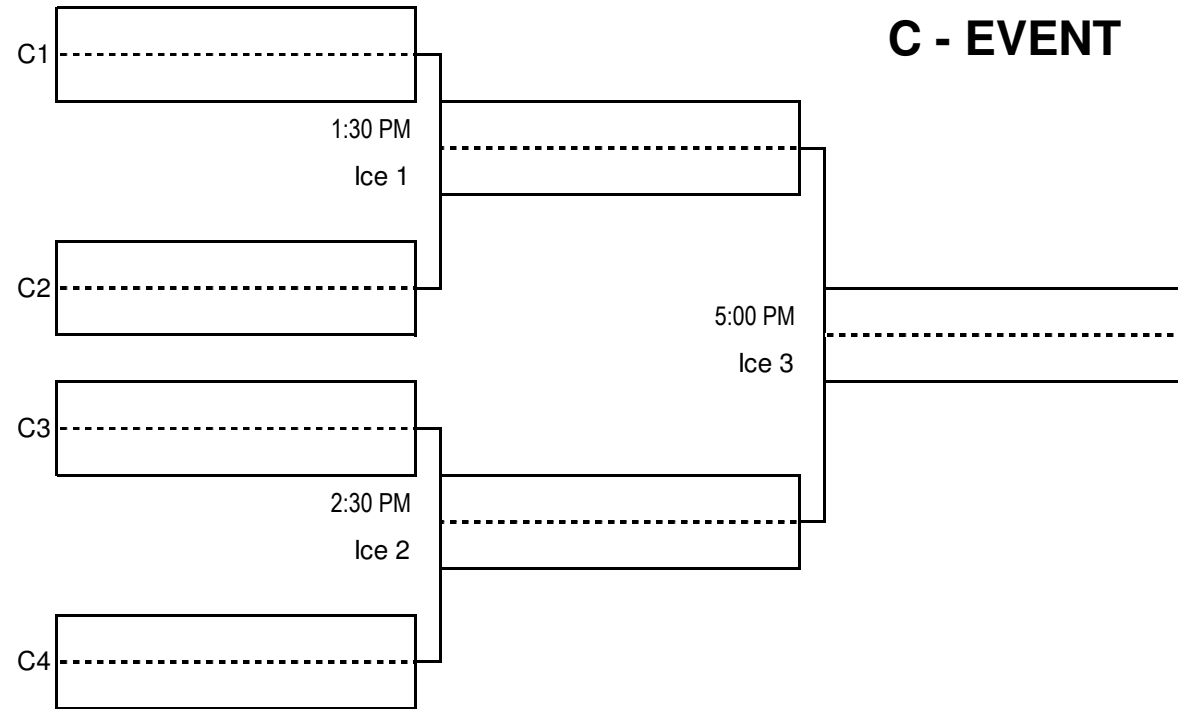 C - EVENT
C1
1:30 PM
Ice 1
C2
5:00 PM
Ice 3
C3
2:30 PM
Ice 2
C4